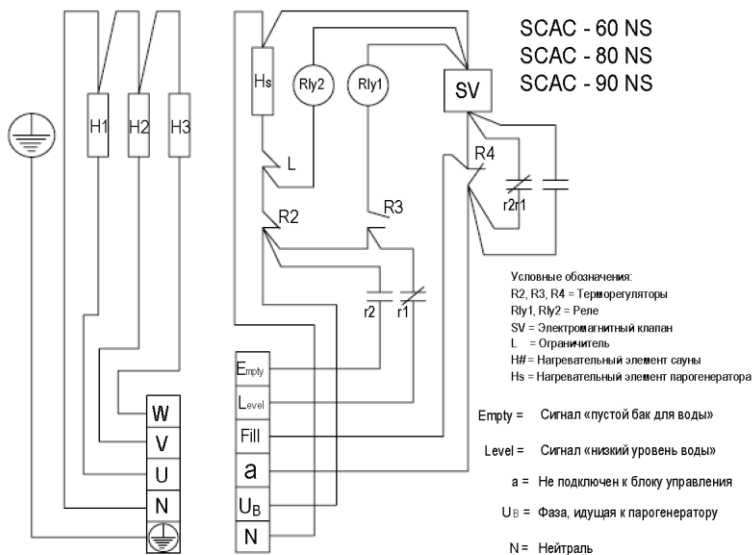 SCAC - 60 NS
SCAC - 80 NS
SCAC - 90 NS
H1
H2
H3
Hs
Rly2
Rly1
SV
L
R4
R2
R3
r2r1
r2
r1
W
V
U
N
Empty
Level
Fill
a
UB
N
Условные обозначения:
R2, R3, R4 = Терморегуляторы
Rly1, Rly2 = Реле
SV = Электромагнитный клапан
L = Ограничитель
H# = Нагревательный элемент сауны
Hs = Нагревательный элемент парогенератора
Empty = Сигнал «пустой бак для воды»
Level = Сигнал «низкий уровень воды»
a = Не подключен к блоку управления
UB = Фаза, идущая к парогенератору
N = Нейтраль